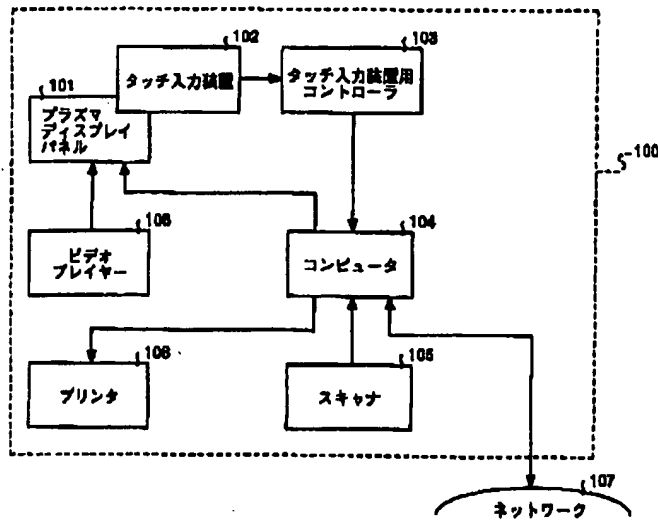 102
103
101
タッチ入力装置
タッチ入力装置用
コントローラ
プラズマ
ディスプレイ
パネル
100
108
104
ビデオ
プレイヤー
コンピュータ
106
105
プリンタ
スキャナ
107
ネットワーク